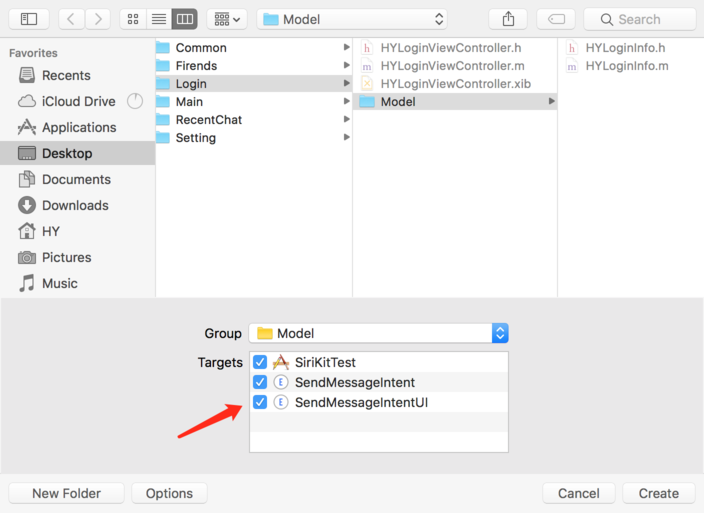 Model
Search
Favorites
Recents
iCloud Drive
Applications
Desktop
Documents
Downloads
HY
Pictures
Music
Common
Firends
Login
Main
RecentChat
Setting
h HYLoginViewController.h
m HYLoginViewController.m
HYLoginViewController.xib
Model
h HYLoginInfo.h
m HYLoginInfo.m
Group Model
Targets SiriKitTest
E SendMessageIntent
E SendMessageIntentUI
New Folder Options Cancel Create